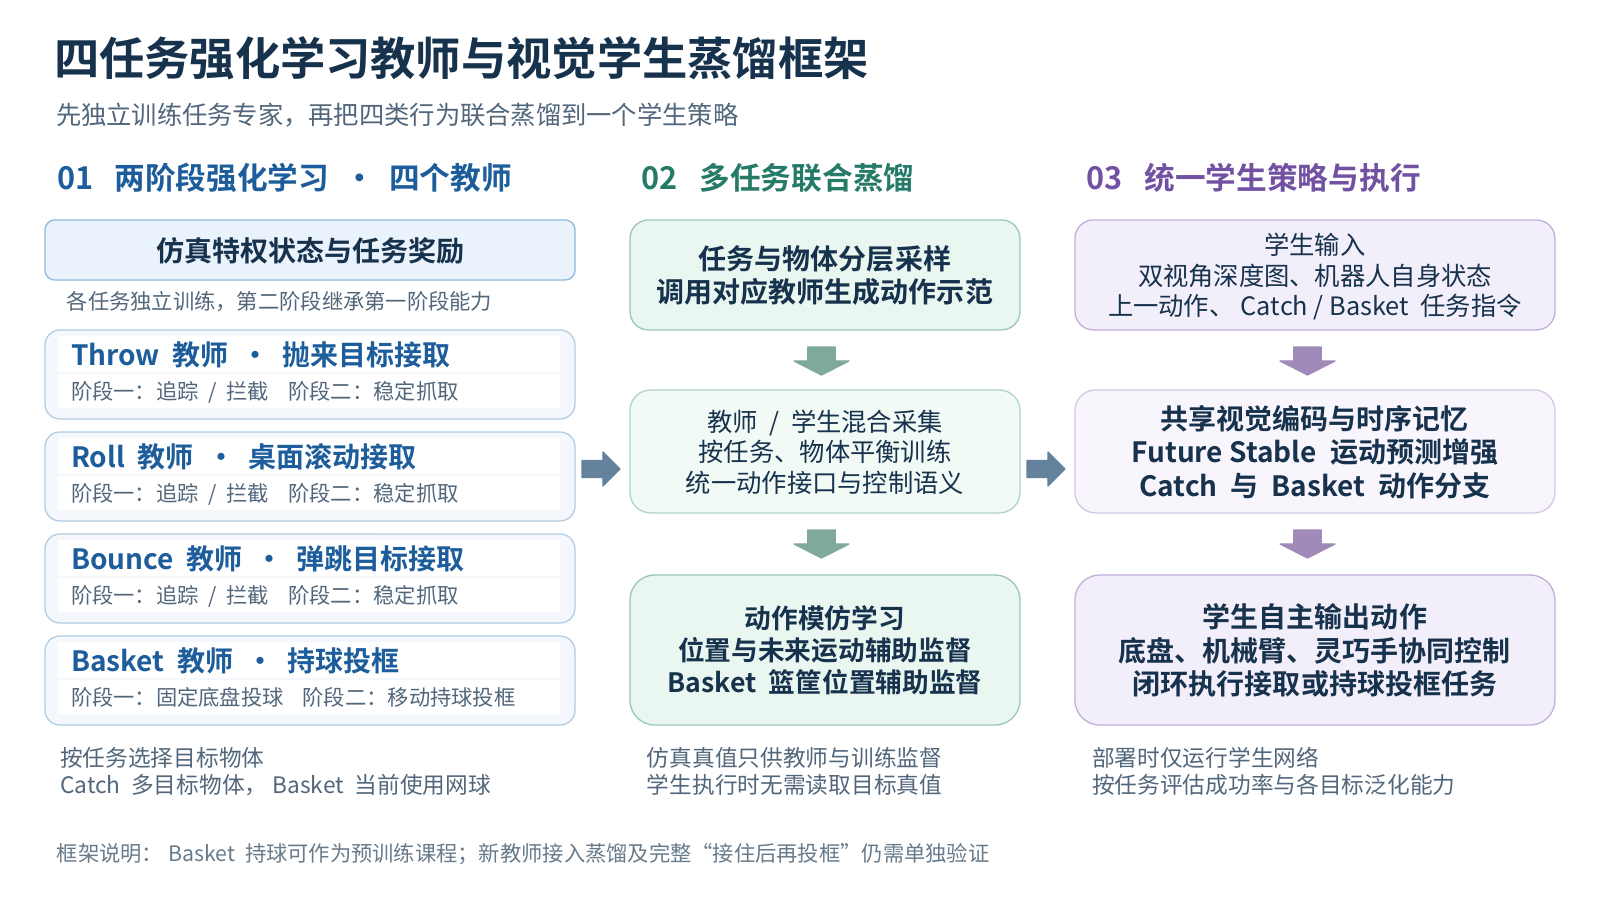 四任务强化学习教师与视觉学生蒸馏框架
先独立训练任务专家，再把四类行为联合蒸馏到一个学生策略
01 两阶段强化学习 · 四个教师
仿真特权状态与任务奖励
各任务独立训练，第二阶段继承第一阶段能力
Throw 教师 · 抛来目标接取
阶段一：追踪 / 拦截 阶段二：稳定抓取
Roll 教师 · 桌面滚动接取
阶段一：追踪 / 拦截 阶段二：稳定抓取
Bounce 教师 · 弹跳目标接取
阶段一：追踪 / 拦截 阶段二：稳定抓取
Basket 教师 · 持球投框
阶段一：固定底盘投球 阶段二：移动持球投框
按任务选择目标物体
Catch 多目标物体， Basket 当前使用网球
02 多任务联合蒸馏
任务与物体分层采样
调用对应教师生成动作示范
教师 / 学生混合采集
按任务、物体平衡训练
统一动作接口与控制语义
动作模仿学习
位置与未来运动辅助监督
Basket 篮筐位置辅助监督
仿真真值只供教师与训练监督
学生执行时无需读取目标真值
03 统一学生策略与执行
学生输入
双视角深度图、机器人自身状态
上一动作、 Catch / Basket 任务指令
共享视觉编码与时序记忆
Future Stable 运动预测增强
Catch 与 Basket 动作分支
学生自主输出动作
底盘、机械臂、灵巧手协同控制
闭环执行接取或持球投框任务
部署时仅运行学生网络
按任务评估成功率与各目标泛化能力
框架说明： Basket 持球可作为预训练课程；新教师接入蒸馏及完整“接住后再投框”仍需单独验证